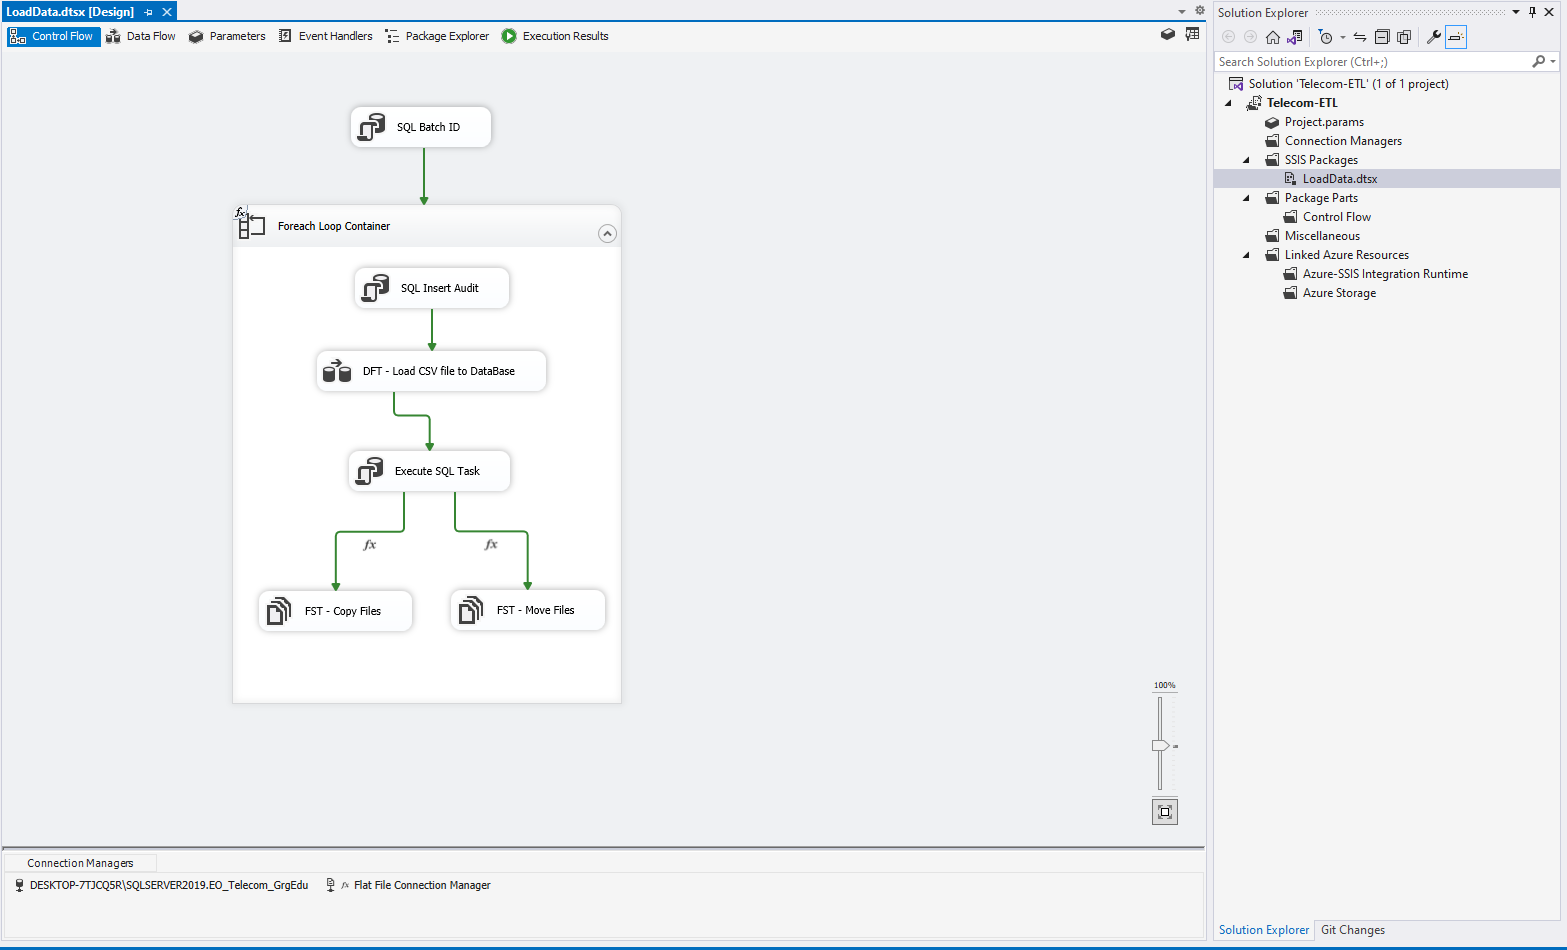 LoadData.dtsx [Design]
Control Flow
Data Flow
Parameters
Event Handlers
Package Explorer
Execution Results
SQL Batch ID
fx
Foreach Loop Container
SQL Insert Audit
DFT - Load CSV file to DataBase
Execute SQL Task
fx
fx
FST - Copy Files
FST - Move Files
100%
Connection Managers
DESKTOP-7TJCQ5R\SQLSERVER2019.EO_Telecom_GrgEdu
fx Flat File Connection Manager
Solution Explorer
Search Solution Explorer (Ctrl+;)
Solution 'Telecom-ETL' (1 of 1 project)
Telecom-ETL
Project.params
Connection Managers
SSIS Packages
LoadData.dtsx
Package Parts
Control Flow
Miscellaneous
Linked Azure Resources
Azure-SSIS Integration Runtime
Azure Storage
Solution Explorer
Git Changes